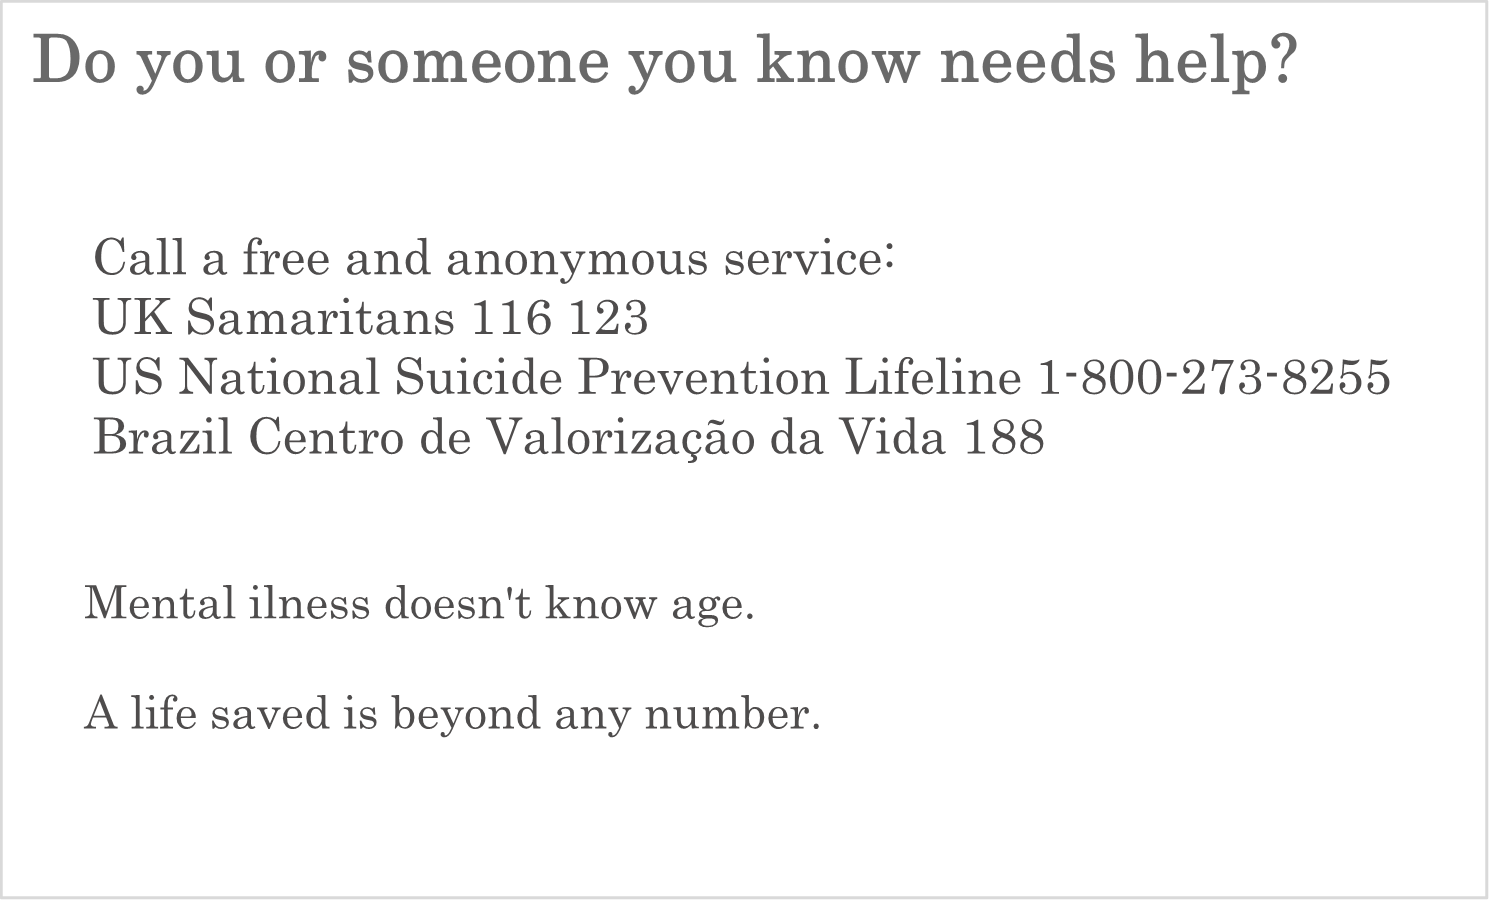 Do you or someone you know needs help?
Call a free and anonymous service:
UK Samaritans 116 123
US National Suicide Prevention Lifeline 1-800-273-8255
Brazil Centro de Valorização da Vida 188
Mental ilness doesn't know age.
A life saved is beyond any number.